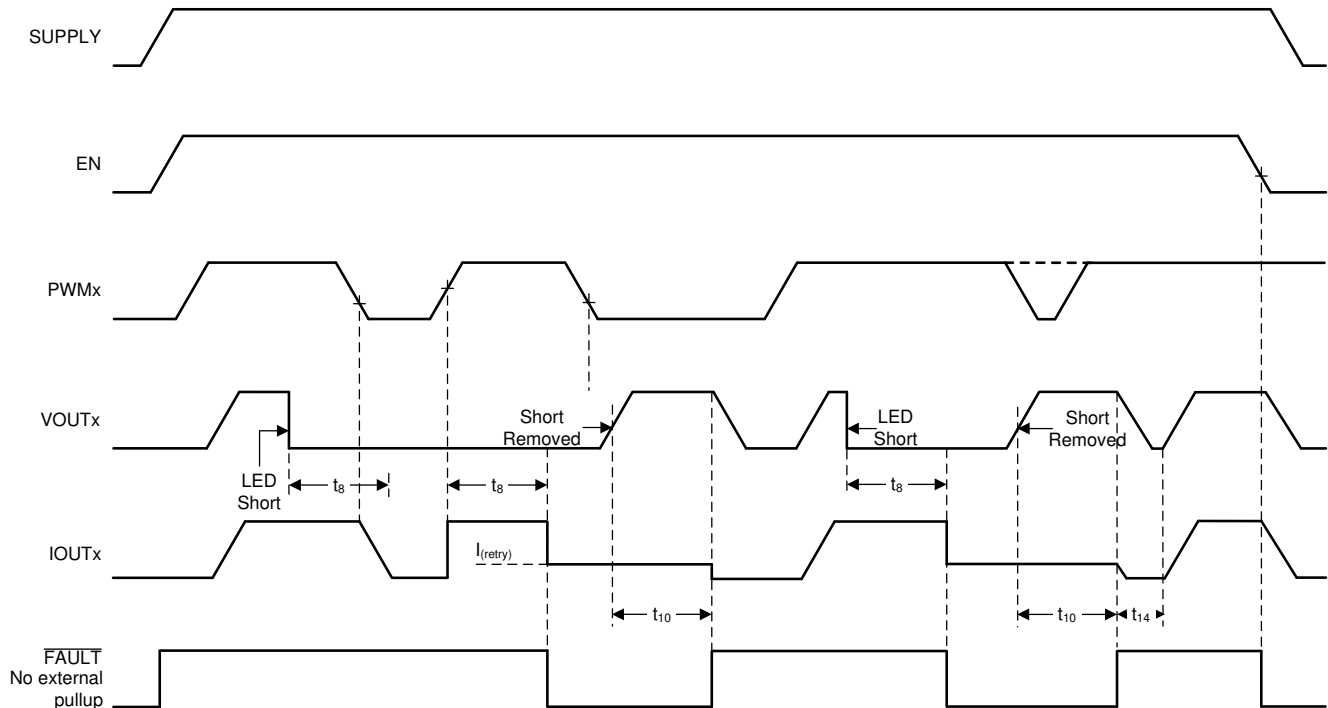 SUPPLY
EN
PWMx
VOUTx
LED
Short
t8
t8
Short
Removed
LED
Short
t8
Short
Removed
IOUTx
I(retry)
t10
t10
t14
FAULT
No external
pullup